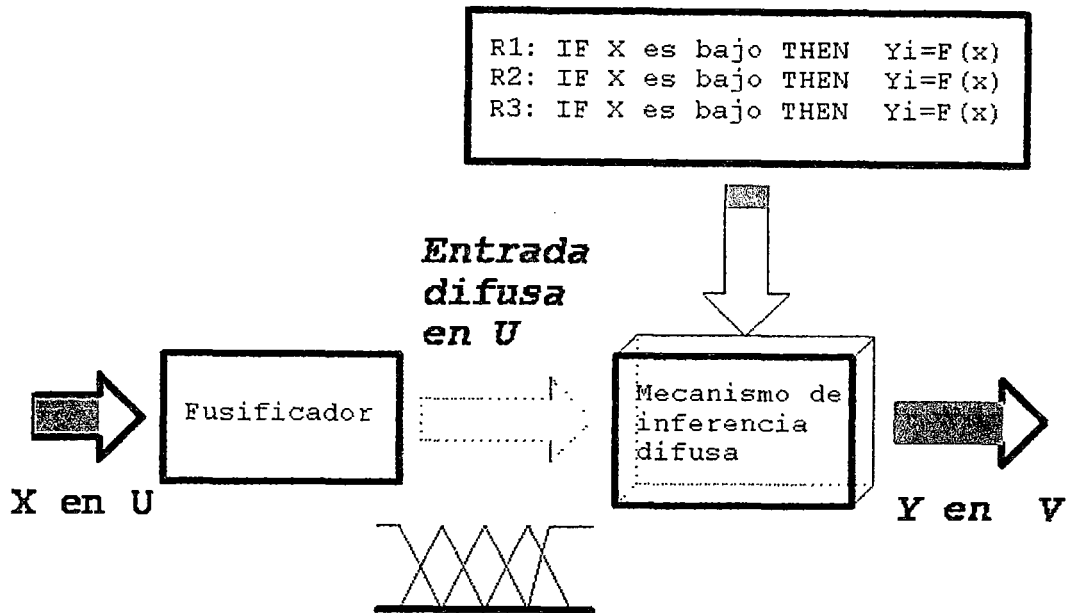 R1: IF X es bajo THEN Yi=F(x)
R2: IF X es bajo THEN Yi=F(x)
R3: IF X es bajo THEN Yi=F(x)
Entrada
difusa
en U
Fusificador
Mecanismo de
inferencia
difusa
X en U
Y en V